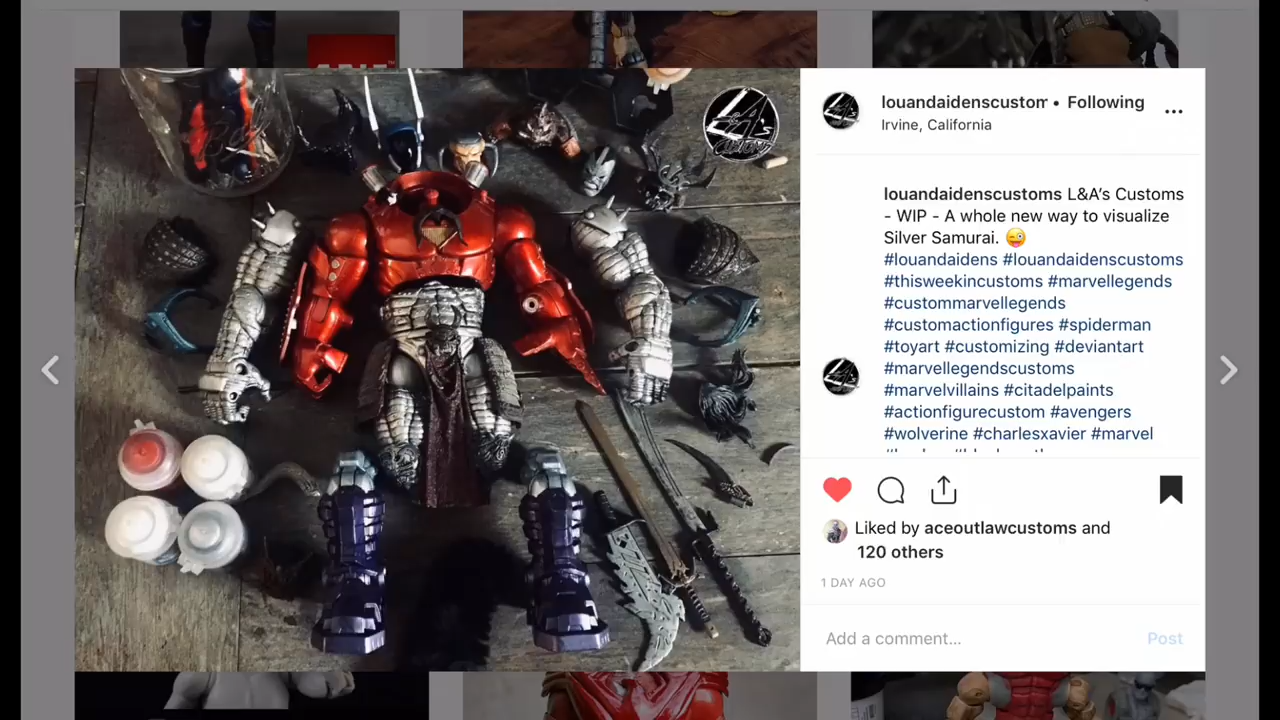 louandaidenscustom • Following
Irvine, California
louandaidenscustoms L&A's Customs
- WIP - A whole new way to visualize
Silver Samurai. 😜
#louandaidens #louandaidenscustoms
#thisweekincustoms #marvellegends
#custommarvellegends
#customactionfigures #spiderman
#toyart #customizing #deviantart
#marvellegendscustoms
#marvelvillains #citadelpaints
#actionfigurecustom #avengers
#wolverine #charlesxavier #marvel
Liked by aceoutlawcustoms and
120 others
1 DAY AGO
Add a comment...
Post